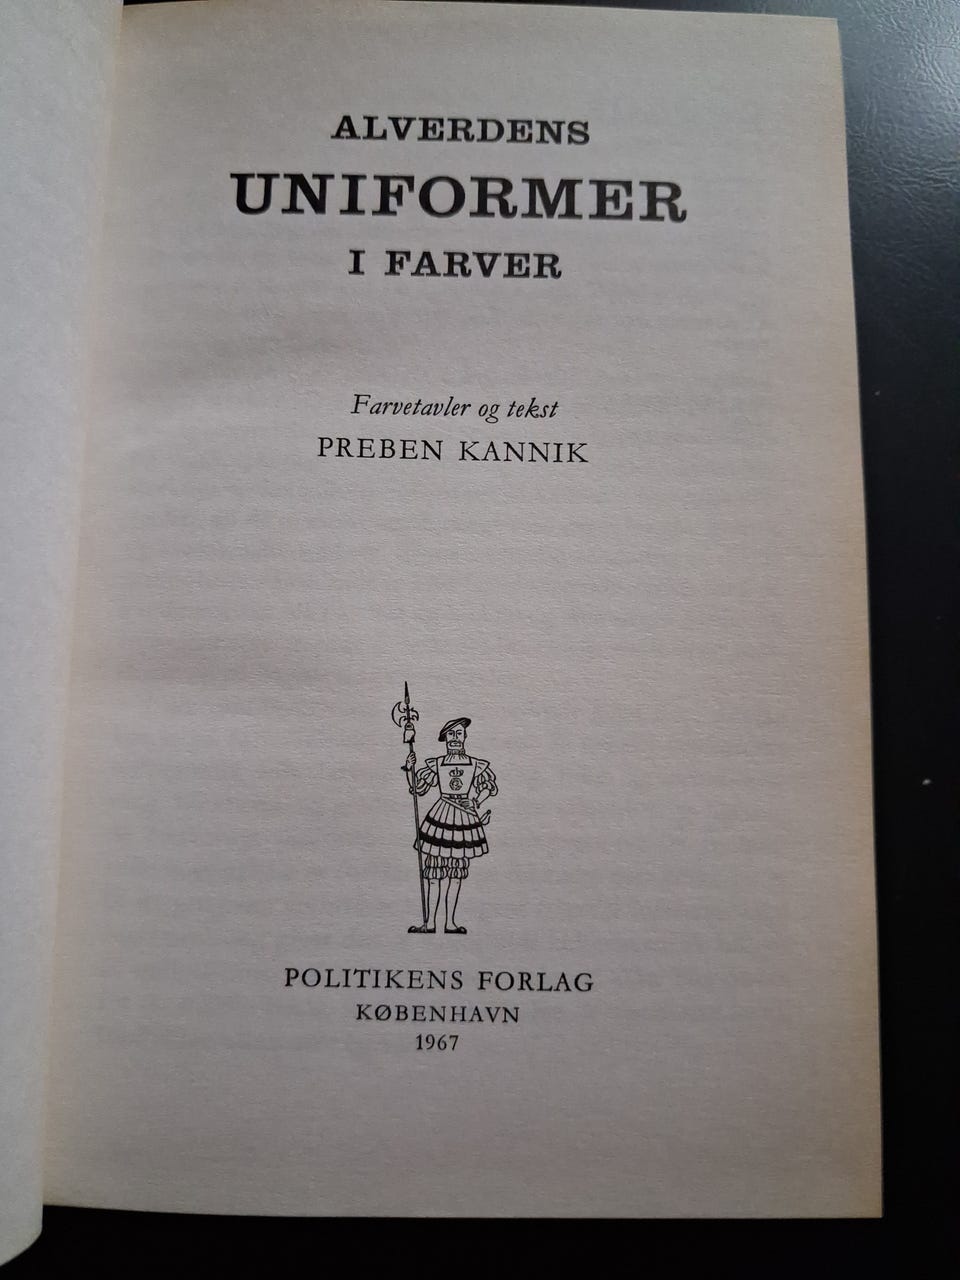 ALVERDENS
UNIFORMER
I FARVER
Farvetavler og tekst
PREBEN KANNIK
POLITIKENS FORLAG
KØBENHAVN
1967